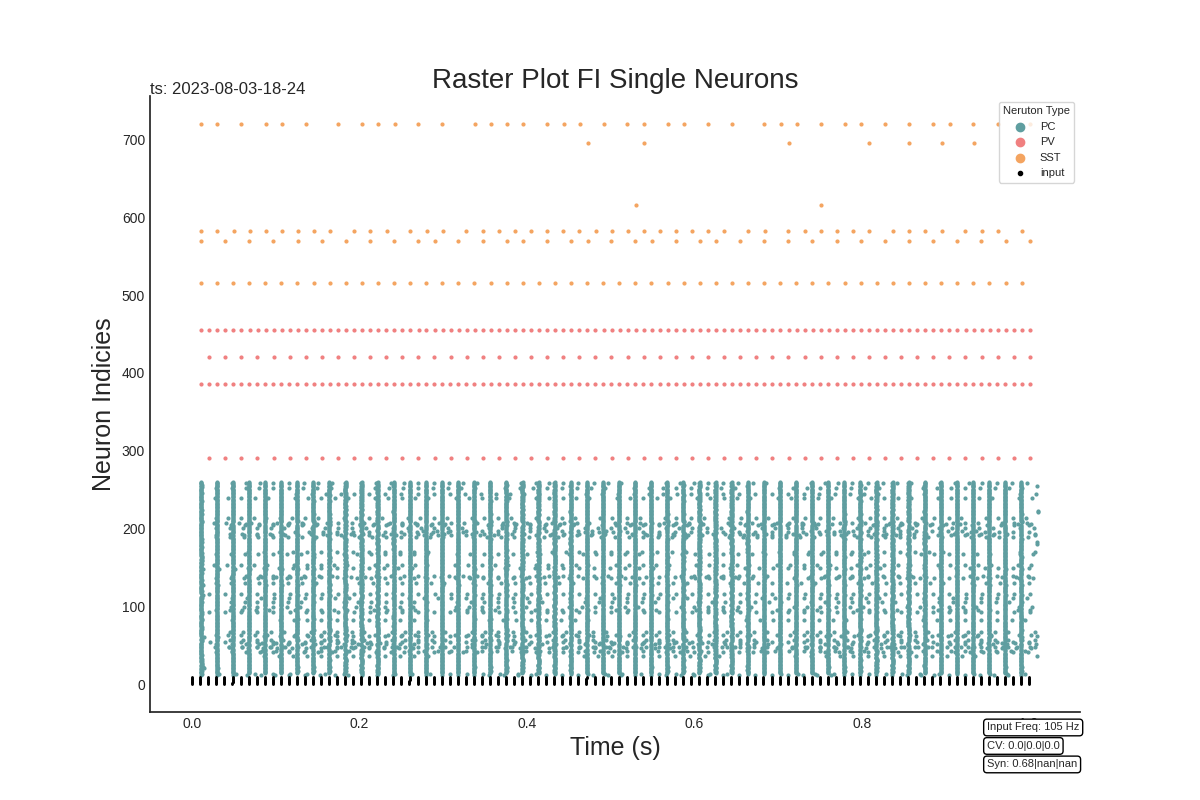 Raster Plot FI Single Neurons
ts: 2023-08-03-18-24
Neruton Type
PC
PV
SST
input
700
600
500
400
300
200
100
0
Neuron Indicies
0.0 0.2 0.4 0.6 0.8
Time (s)
Input Freq: 105 Hz
CV: 0.0|0.0|0.0
Syn: 0.68|nan|nan